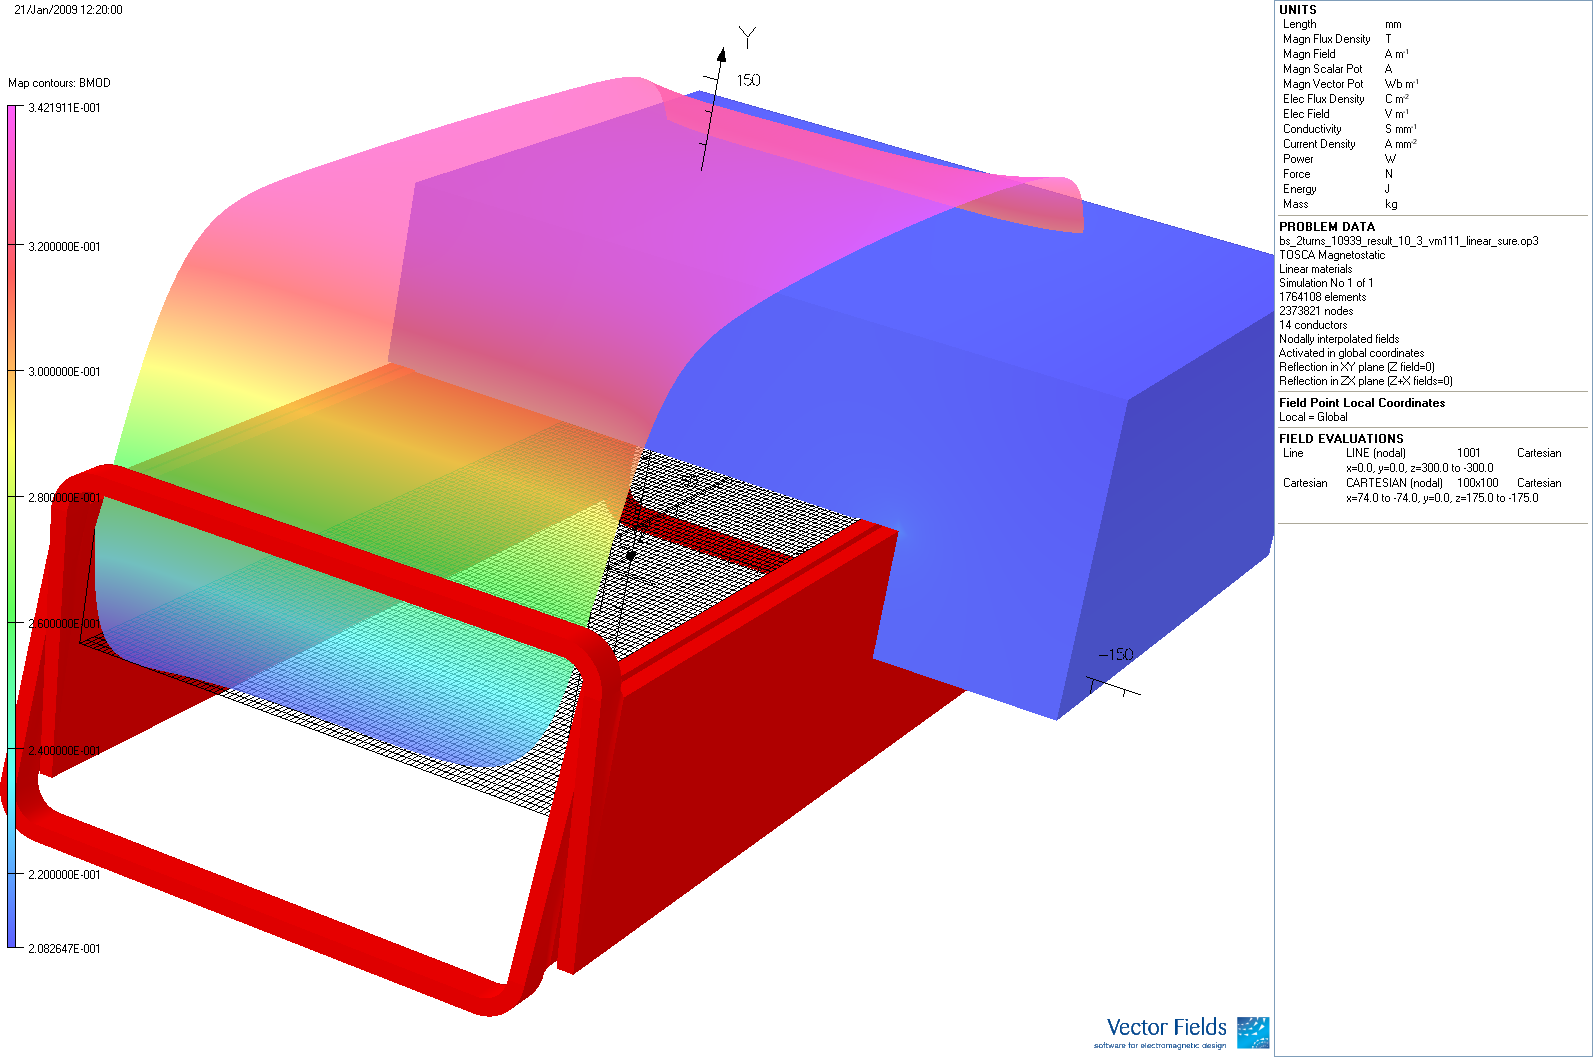 21/Jan/2009 12:20:00
Map contours: BMOD
3.421911E-001
3.200000E-001
3.000000E-001
2.800000E-001
2.600000E-001
2.400000E-001
2.200000E-001
2.082647E-001
Y
150
-150
UNITS
Length mm
Magn Flux Density T
Magn Field A m⁻¹
Magn Scalar Pot A
Magn Vector Pot Wb m⁻¹
Elec Flux Density C m⁻²
Elec Field V m⁻¹
Conductivity S mm⁻¹
Current Density A mm⁻²
Power W
Force N
Energy J
Mass kg
PROBLEM DATA
bs_2turns_10939_result_10_3_vm111_linear_sure.op3
TOSCA Magnetostatic
Linear materials
Simulation No 1 of 1
1764108 elements
2373821 nodes
14 conductors
Nodally interpolated fields
Activated in global coordinates
Reflection in XY plane (Z field=0)
Reflection in ZX plane (Z+X fields=0)
Field Point Local Coordinates
Local = Global
FIELD EVALUATIONS
Line LINE (nodal) 1001 Cartesian
x=0.0, y=0.0, z=300.0 to -300.0
Cartesian CARTESIAN (nodal) 100x100 Cartesian
x=74.0 to -74.0, y=0.0, z=175.0 to -175.0
Vector Fields
software for electromagnetic design